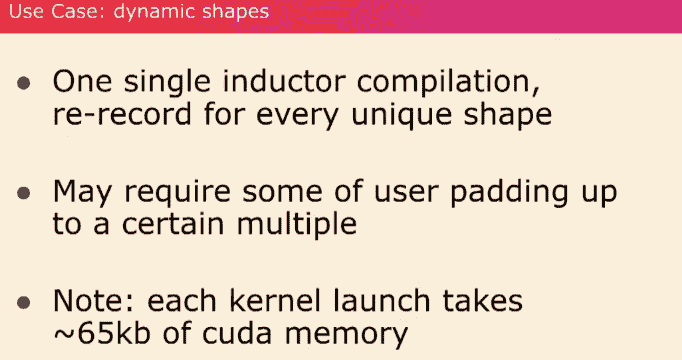 Use Case: dynamic shapes
• One single inductor compilation,
re-record for every unique shape
• May require some of user padding up
to a certain multiple
• Note: each kernel launch takes
~65kb of cuda memory